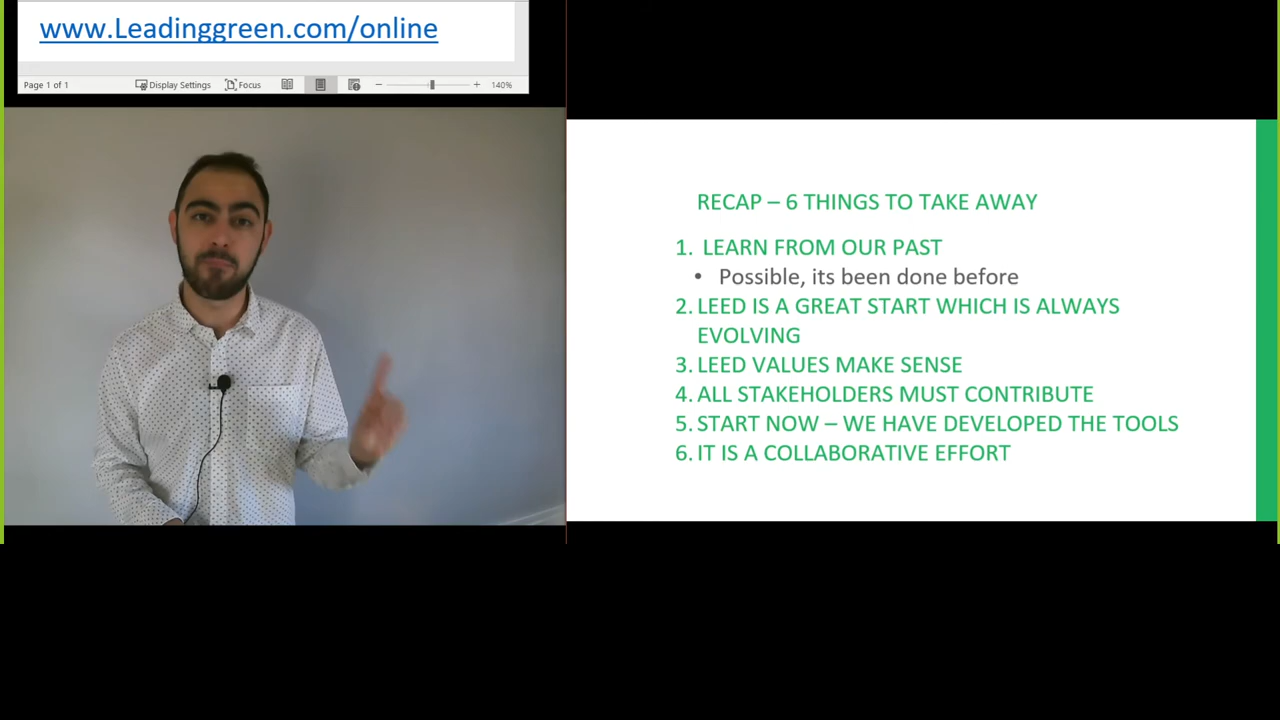 www.Leadinggreen.com/online
Page 1 of 1 Display Settings Focus 140%
RECAP – 6 THINGS TO TAKE AWAY
1. LEARN FROM OUR PAST
• Possible, its been done before
2. LEED IS A GREAT START WHICH IS ALWAYS
EVOLVING
3. LEED VALUES MAKE SENSE
4. ALL STAKEHOLDERS MUST CONTRIBUTE
5. START NOW – WE HAVE DEVELOPED THE TOOLS
6. IT IS A COLLABORATIVE EFFORT